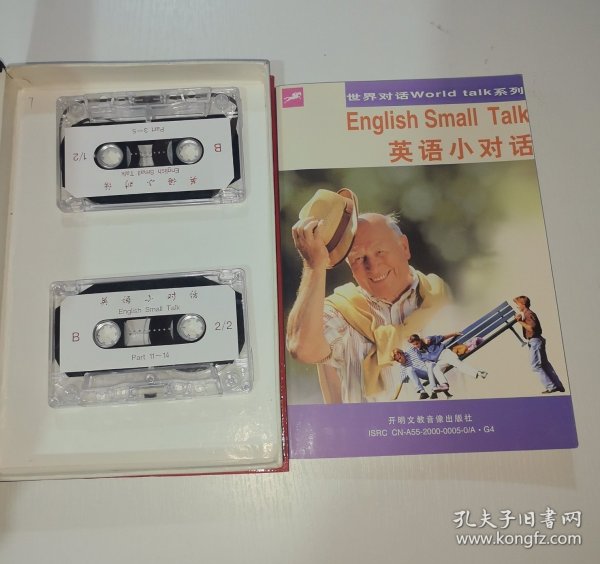 Part 3—5
B
1/2
English Small Talk
英语小对话
英语小对话
English Small Talk
B
2/2
Part 11—14
世界对话World talk系列
English Small Talk
英语小对话
开明文教音像出版社
ISRC CN-A55-2000-0005-0/A·G4
孔夫子旧书网
www.kongfz.com